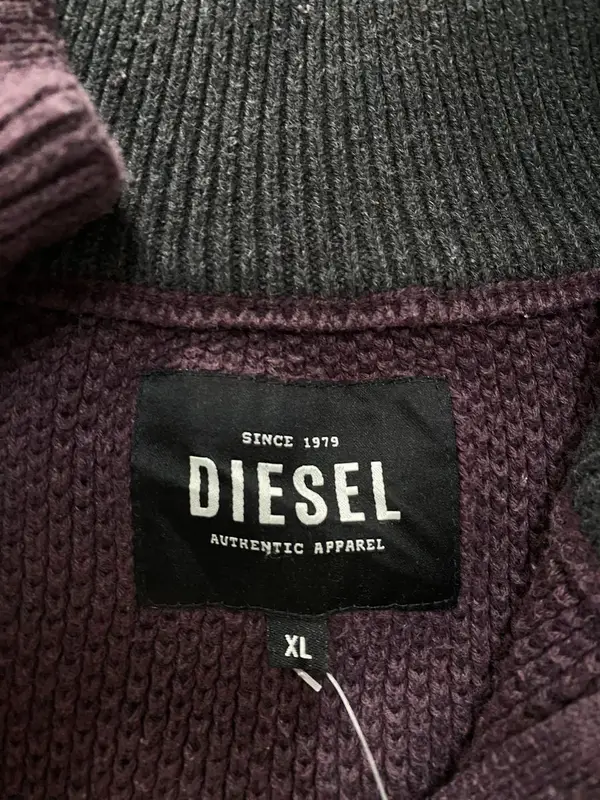 SINCE 1979
DIESEL
AUTHENTIC APPAREL
XL